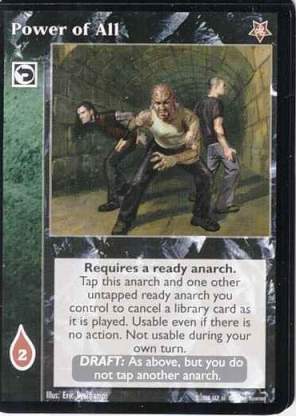 Power of All
Requires a ready anarch.
Tap this anarch and one other
untapped ready anarch you
control to cancel a library card as
it is played. Usable even if there
is no action. Not usable during your
own turn.
DRAFT: As above, but you do
not tap another anarch.
2
Illus: Eric